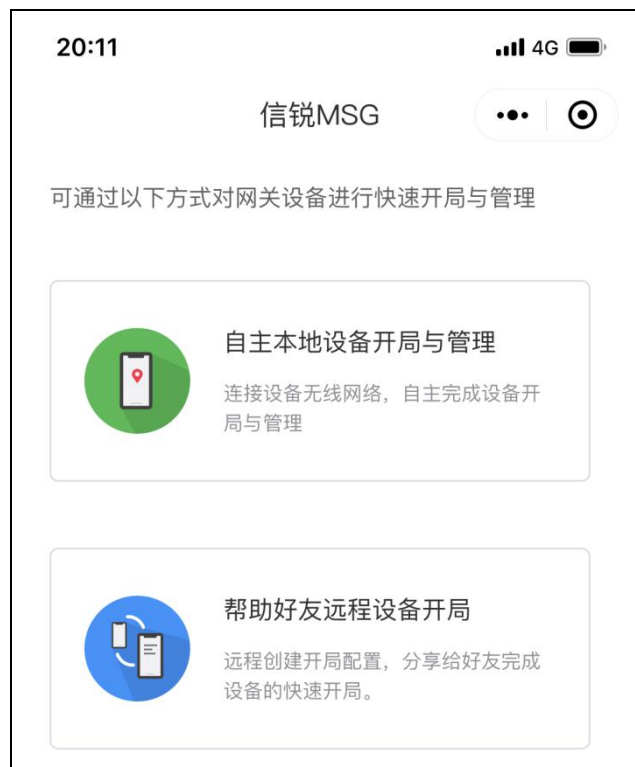 20:11 4G
信锐MSG
可通过以下方式对网关设备进行快速开局与管理
自主本地设备开局与管理
连接设备无线网络，自主完成设备开
局与管理
帮助好友远程设备开局
远程创建开局配置，分享给好友完成
设备的快速开局。